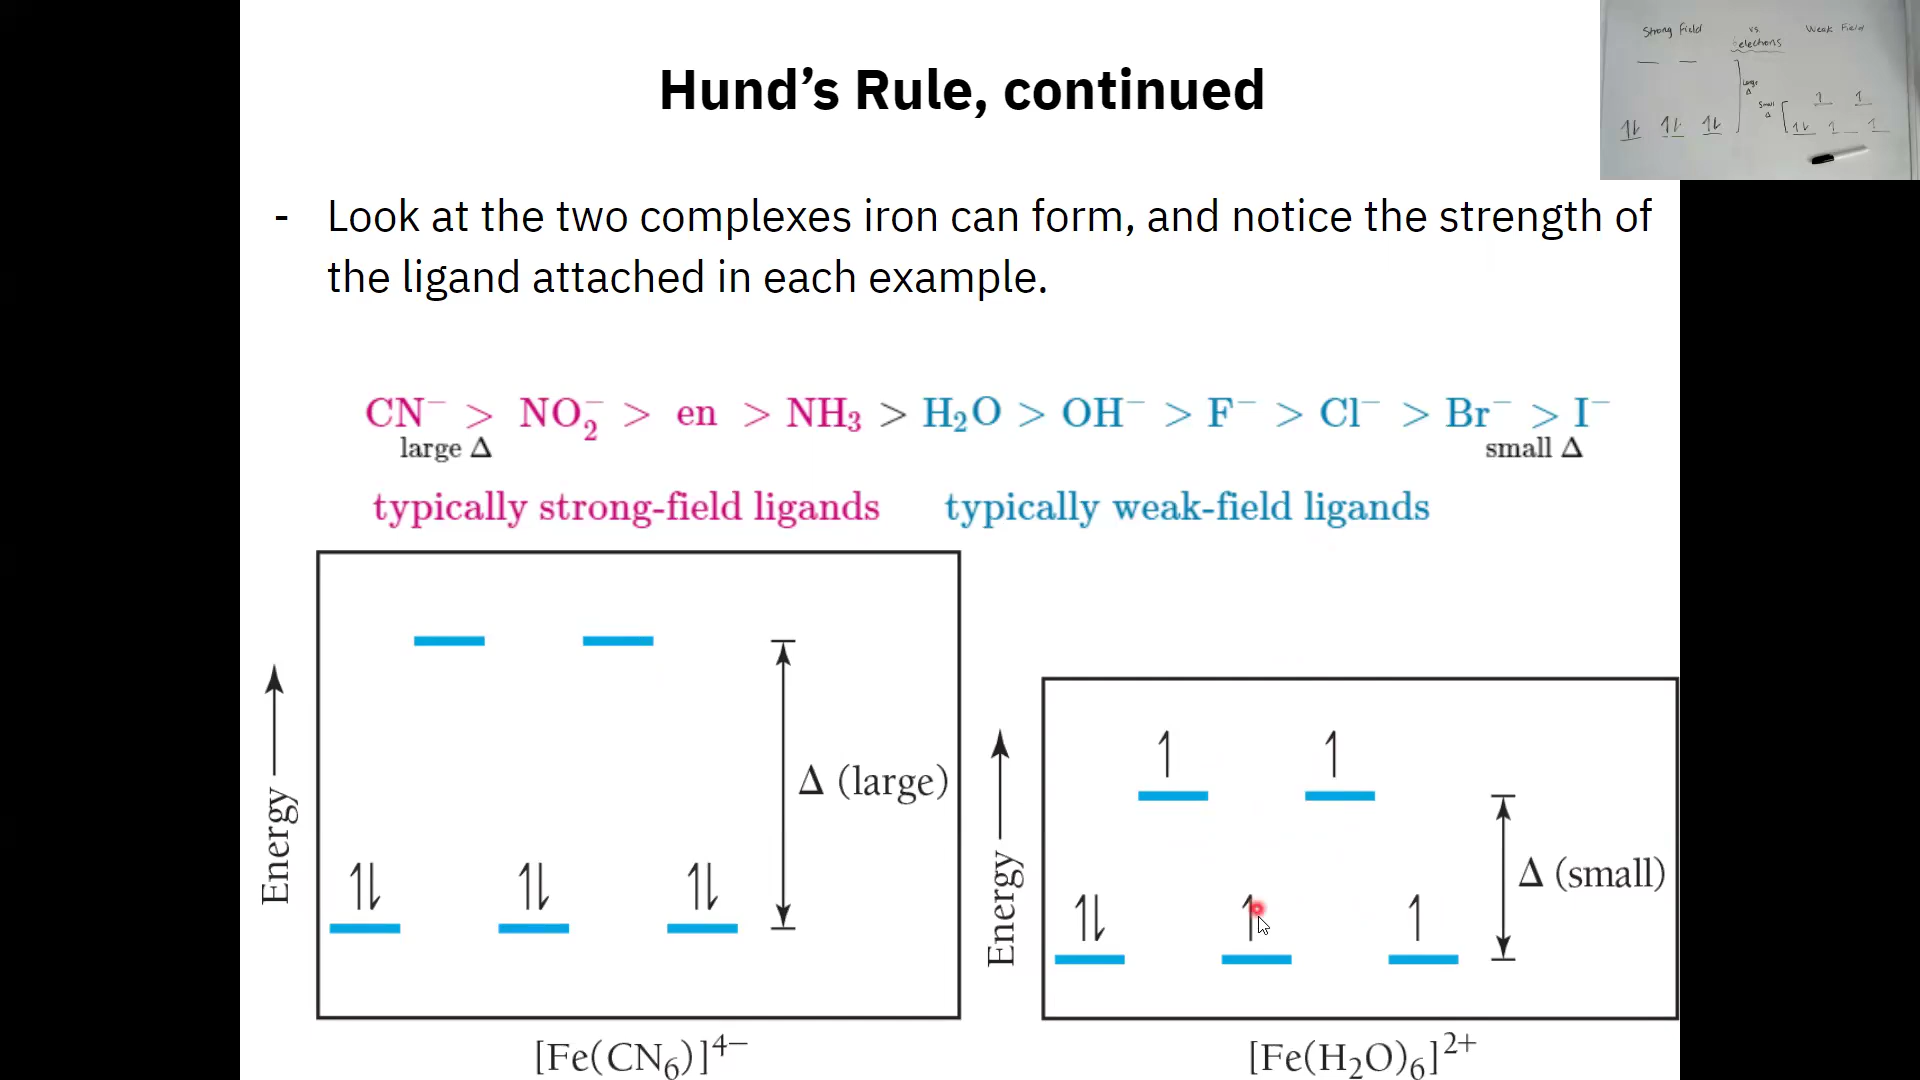 Hund’s Rule, continued
Strong Field vs. Weak Field
electrons
Large
Δ
Small
Δ
- Look at the two complexes iron can form, and notice the strength of
the ligand attached in each example.
CN⁻ > NO₂⁻ > en > NH₃ > H₂O > OH⁻ > F⁻ > Cl⁻ > Br⁻ > I⁻
large Δ small Δ
typically strong-field ligands typically weak-field ligands
Energy
Δ (large)
[Fe(CN₆)]⁴⁻
Energy
Δ (small)
[Fe(H₂O)₆]²⁺